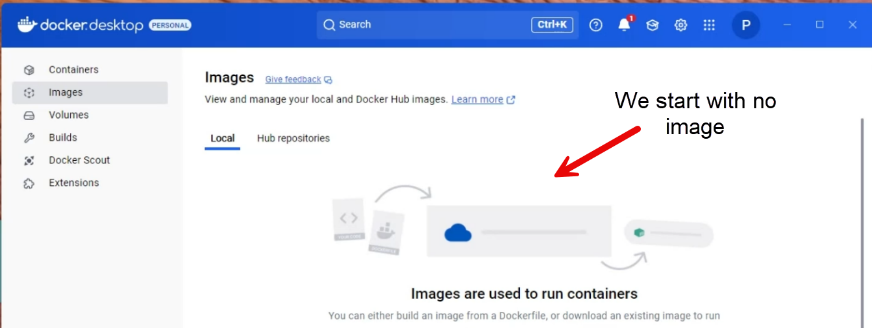 docker.desktop PERSONAL Search Ctrl+K 1 P
Containers
Images
Volumes
Builds
Docker Scout
Extensions
Images Give feedback
View and manage your local and Docker Hub images. Learn more
Local Hub repositories
We start with no
image
Images are used to run containers
You can either build an image from a Dockerfile, or download an existing image to run